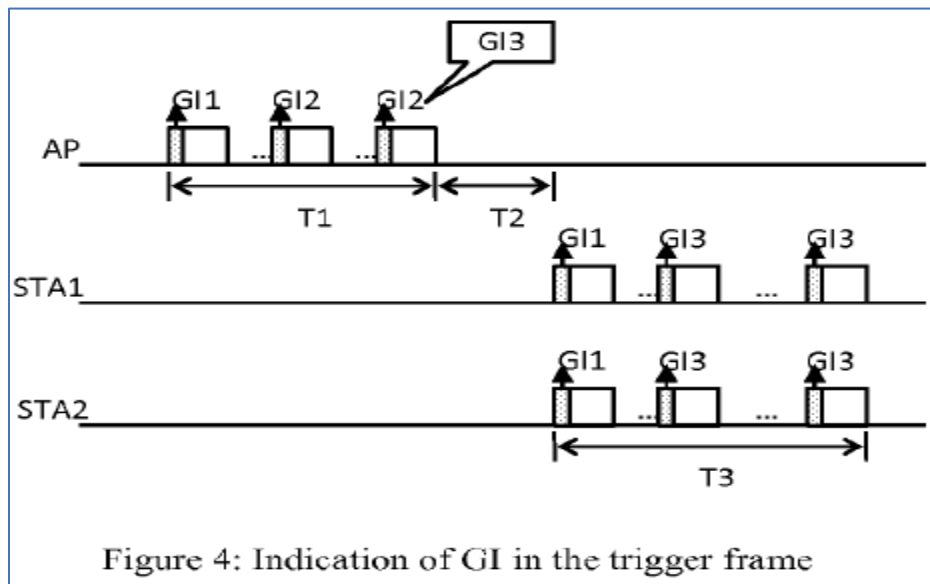 GI3
GI1 GI2 GI2
AP
... ...
T1 T2
GI1 GI3 GI3
STA1
... ...
GI1 GI3 GI3
STA2
... ...
T3
Figure 4: Indication of GI in the trigger frame